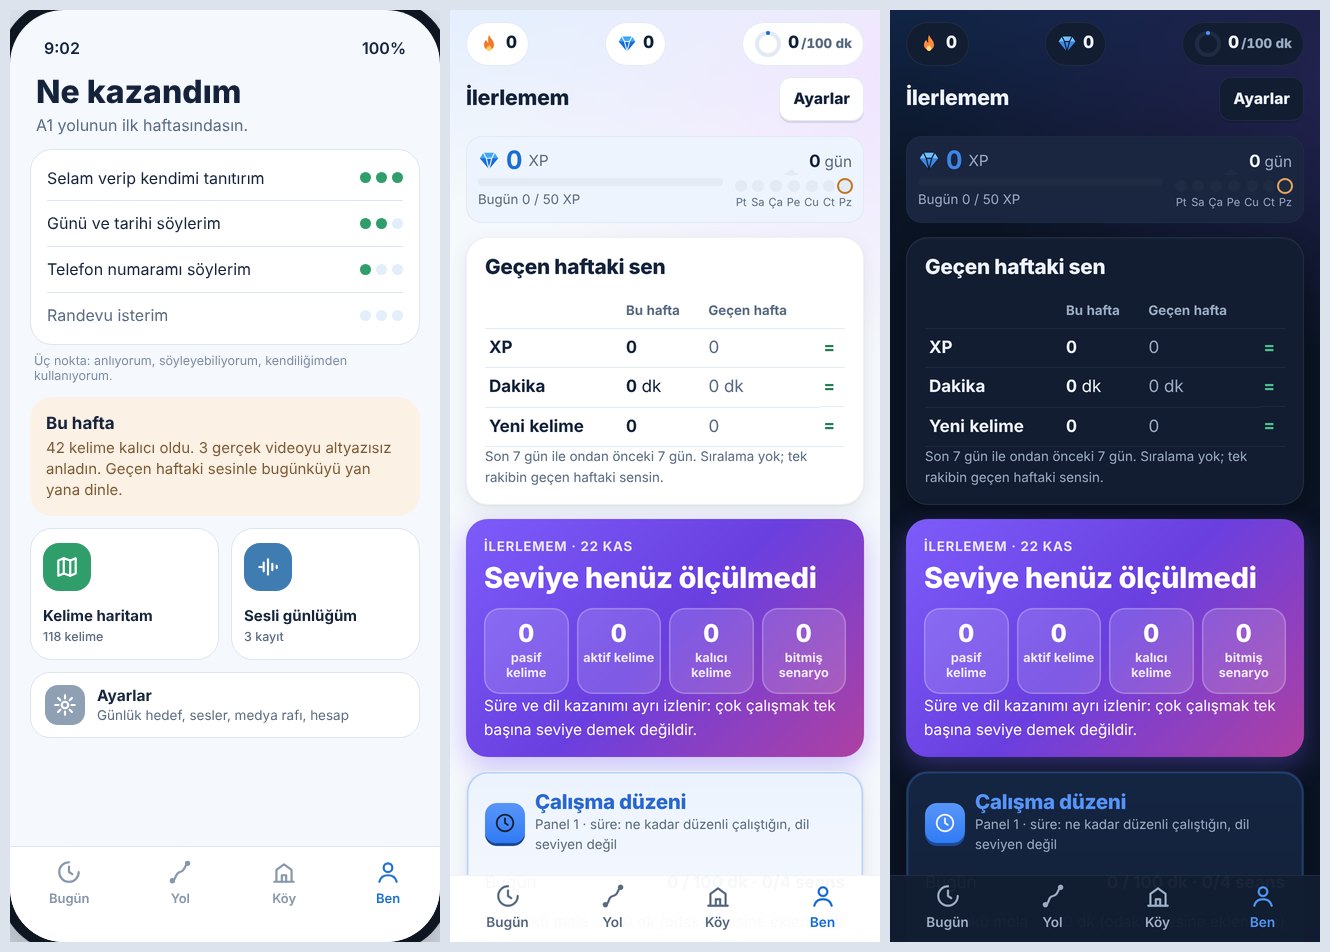 9:02
100%
Ne kazandım
A1 yolunun ilk haftasındasın.
Selam verip kendimi tanıtırım
Günü ve tarihi söylerim
Telefon numaramı söylerim
Randevu isterim
Üç nokta: anlıyorum, söyleyebiliyorum, kendiliğimden
kullanıyorum.
Bu hafta
42 kelime kalıcı oldu. 3 gerçek videoyu altyazısız
anladın. Geçen haftaki sesinle bugünküyü yan
yana dinle.
Kelime haritam
118 kelime
Sesli günlüğüm
3 kayıt
Ayarlar
Günlük hedef, sesler, medya rafı, hesap
Bugün
Yol
Köy
Ben
0
0
0/100 dk
İlerlemem
Ayarlar
0 XP
0 gün
Bugün 0 / 50 XP
Pt Sa Ça Pe Cu Ct Pz
Geçen haftaki sen
Bu hafta
Geçen hafta
XP
0
0
=
Dakika
0 dk
0 dk
=
Yeni kelime
0
0
=
Son 7 gün ile ondan önceki 7 gün. Sıralama yok; tek
rakibin geçen haftaki sensin.
İLERLEMEM · 22 KAS
Seviye henüz ölçülmedi
0
pasif
kelime
0
aktif kelime
0
kalıcı
kelime
0
bitmiş
senaryo
Süre ve dil kazanımı ayrı izlenir: çok çalışmak tek
başına seviye demek değildir.
Çalışma düzeni
Panel 1 · süre: ne kadar düzenli çalıştığın, dil
seviyen değil
Bugün
0 / 100 dk · 0/4 seans
Bugün
Yol
Köy
Ben
0
0
0/100 dk
İlerlemem
Ayarlar
0 XP
0 gün
Bugün 0 / 50 XP
Pt Sa Ça Pe Cu Ct Pz
Geçen haftaki sen
Bu hafta
Geçen hafta
XP
0
0
=
Dakika
0 dk
0 dk
=
Yeni kelime
0
0
=
Son 7 gün ile ondan önceki 7 gün. Sıralama yok; tek
rakibin geçen haftaki sensin.
İLERLEMEM · 22 KAS
Seviye henüz ölçülmedi
0
pasif
kelime
0
aktif kelime
0
kalıcı
kelime
0
bitmiş
senaryo
Süre ve dil kazanımı ayrı izlenir: çok çalışmak tek
başına seviye demek değildir.
Çalışma düzeni
Panel 1 · süre: ne kadar düzenli çalıştığın, dil
seviyen değil
Bugün
0 / 100 dk · 0/4 seans
Bugün
Yol
Köy
Ben